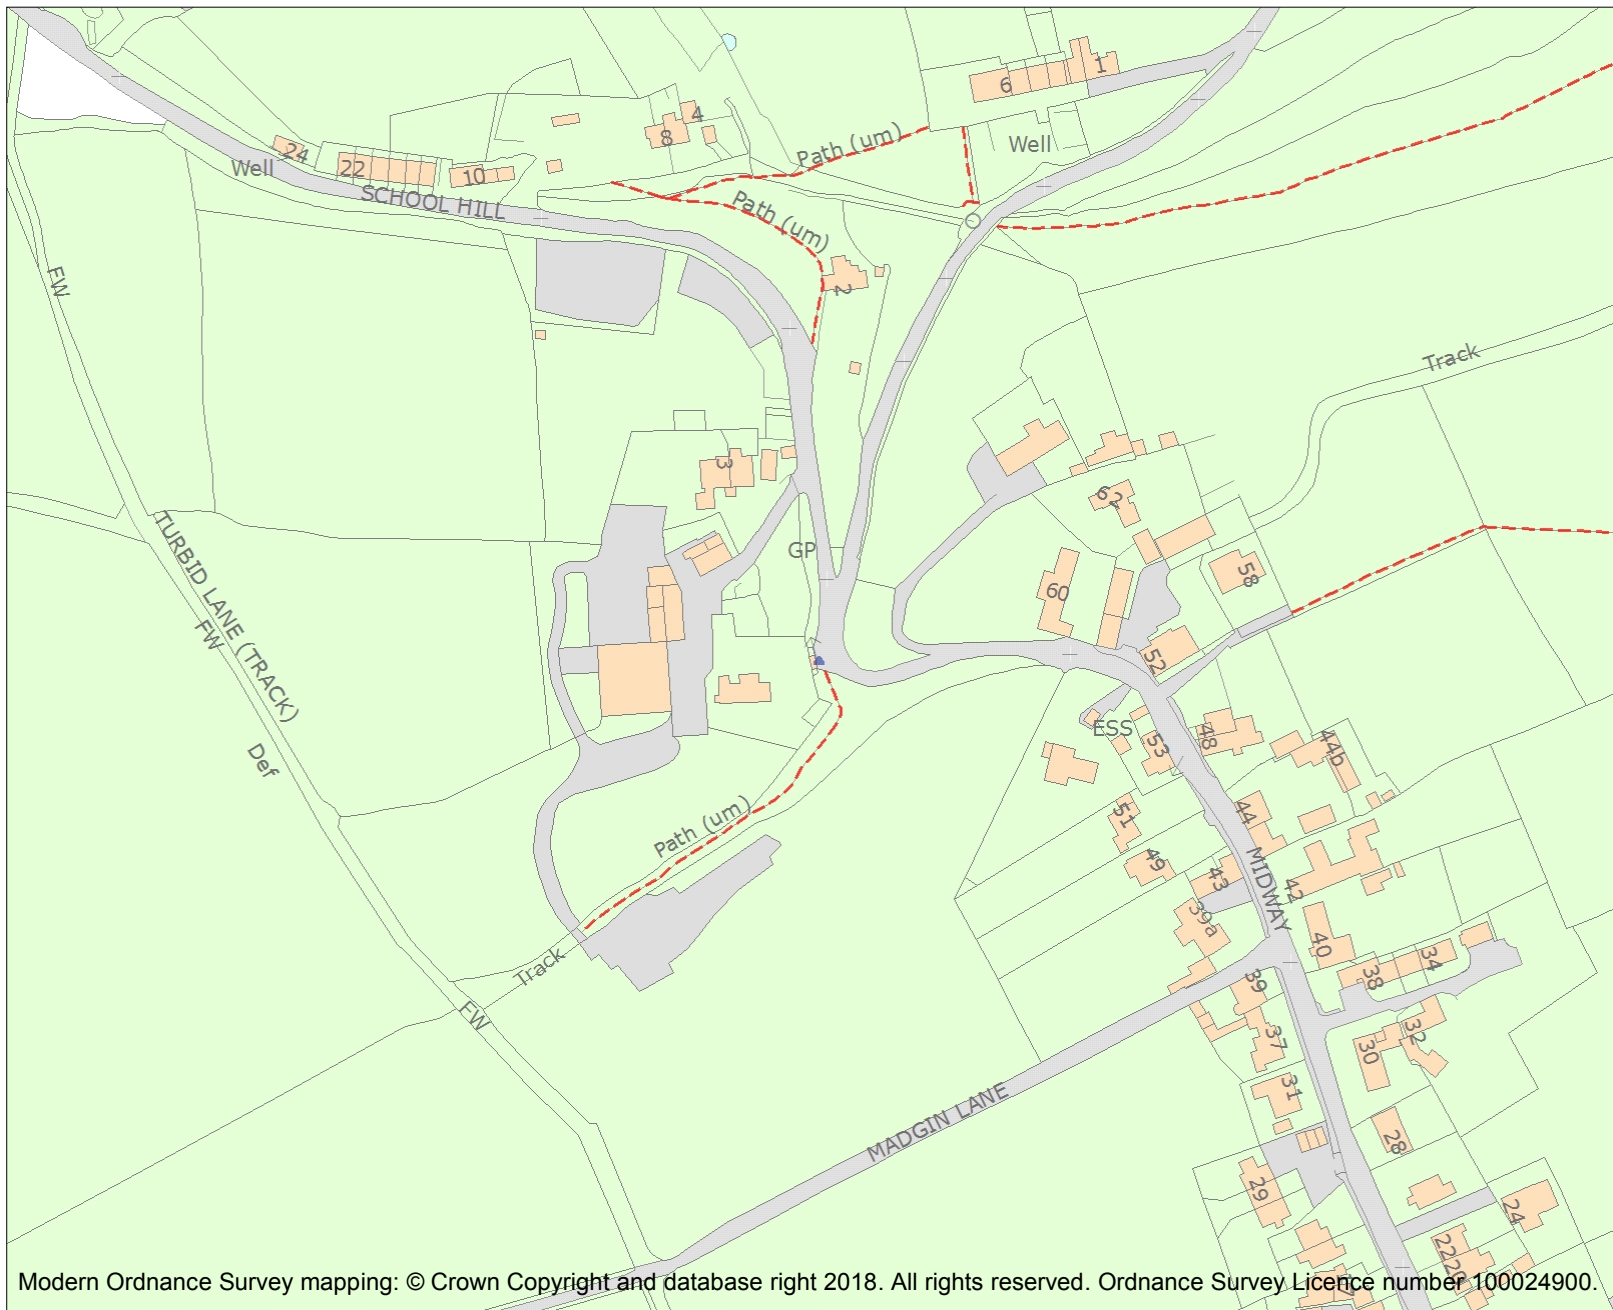 1
6
4
8
24
22
10
Well
SCHOOL HILL
Path (um)
Well
Path (um)
2
FW
Track
3
62
GP
58
60
TURBID LANE (TRACK)
FW
52
Def
ESS
53
48
44b
51
44
49
43
MIDWAY
42
39a
40
Path (um)
34
38
39
Track
FW
37
32
30
31
MADGIN LANE
28
29
24
22
Modern Ordnance Survey mapping: © Crown Copyright and database right 2018. All rights reserved. Ordnance Survey Licence number 100024900.